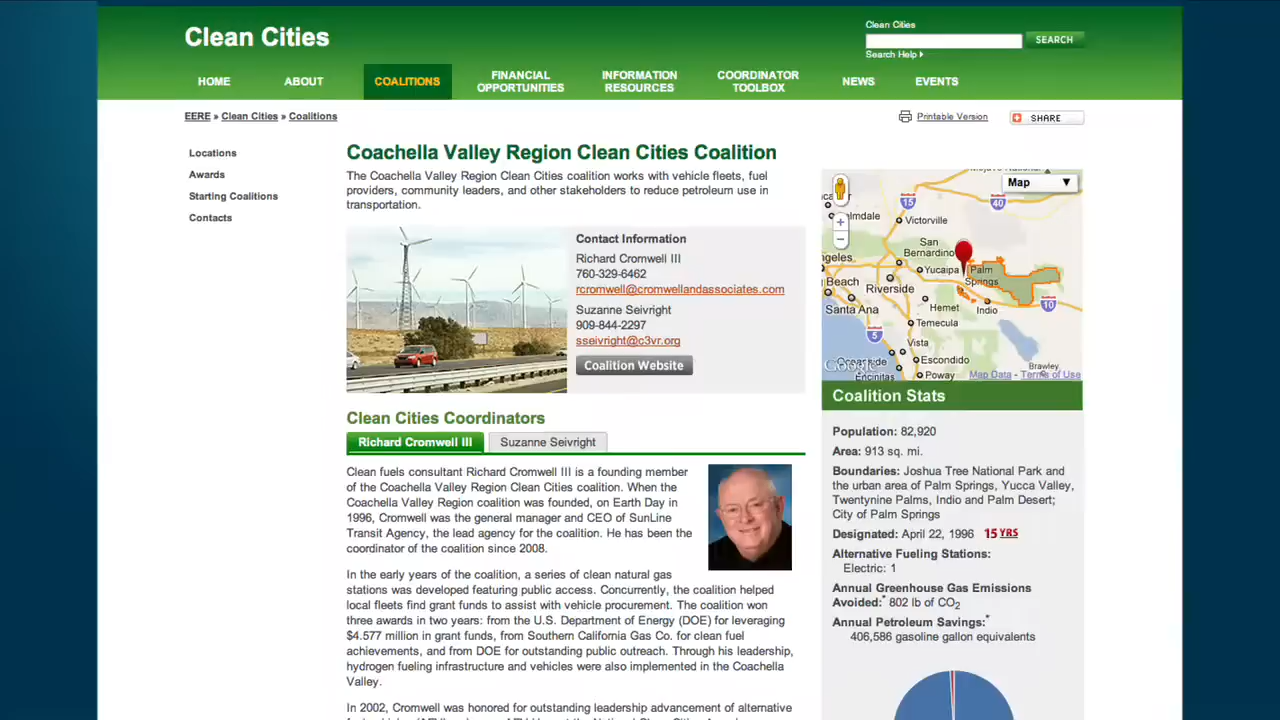 Clean Cities
Clean Cities
SEARCH
Search Help
HOME
ABOUT
COALITIONS
FINANCIAL
OPPORTUNITIES
INFORMATION
RESOURCES
COORDINATOR
TOOLBOX
NEWS
EVENTS
EERE » Clean Cities » Coalitions
Printable Version
SHARE
Locations
Awards
Starting Coalitions
Contacts
Coachella Valley Region Clean Cities Coalition
The Coachella Valley Region Clean Cities coalition works with vehicle fleets, fuel
providers, community leaders, and other stakeholders to reduce petroleum use in
transportation.
Contact Information
Richard Cromwell III
760-329-6462
rcromwell@cromwellandassociates.com
Suzanne Seivright
909-844-2297
sseivright@c3vr.org
Coalition Website
Clean Cities Coordinators
Richard Cromwell III
Suzanne Seivright
Clean fuels consultant Richard Cromwell III is a founding member
of the Coachella Valley Region Clean Cities coalition. When the
Coachella Valley Region coalition was founded, on Earth Day in
1996, Cromwell was the general manager and CEO of SunLine
Transit Agency, the lead agency for the coalition. He has been the
coordinator of the coalition since 2008.
In the early years of the coalition, a series of clean natural gas
stations was developed featuring public access. Concurrently, the coalition helped
local fleets find grant funds to assist with vehicle procurement. The coalition won
three awards in two years: from the U.S. Department of Energy (DOE) for leveraging
$4.577 million in grant funds, from Southern California Gas Co. for clean fuel
achievements, and from DOE for outstanding public outreach. Through his leadership,
hydrogen fueling infrastructure and vehicles were also implemented in the Coachella
Valley.
In 2002, Cromwell was honored for outstanding leadership advancement of alternative
Map
15
40
almdale
Victorville
San
Bernardino
ngeles
Yucaipa
Palm
Springs
Beach
Riverside
10
Santa Ana
Hemet
Indio
5
Temecula
Vista
Oceanside
Escondido
Encinitas
Poway
Brawley
Google
Map Data - Terms of Use
Coalition Stats
Population: 82,920
Area: 913 sq. mi.
Boundaries: Joshua Tree National Park and
the urban area of Palm Springs, Yucca Valley,
Twentynine Palms, Indio and Palm Desert;
City of Palm Springs
Designated: April 22, 1996 15 YRS
Alternative Fueling Stations:
Electric: 1
Annual Greenhouse Gas Emissions
Avoided:* 802 lb of CO2
Annual Petroleum Savings:*
406,586 gasoline gallon equivalents